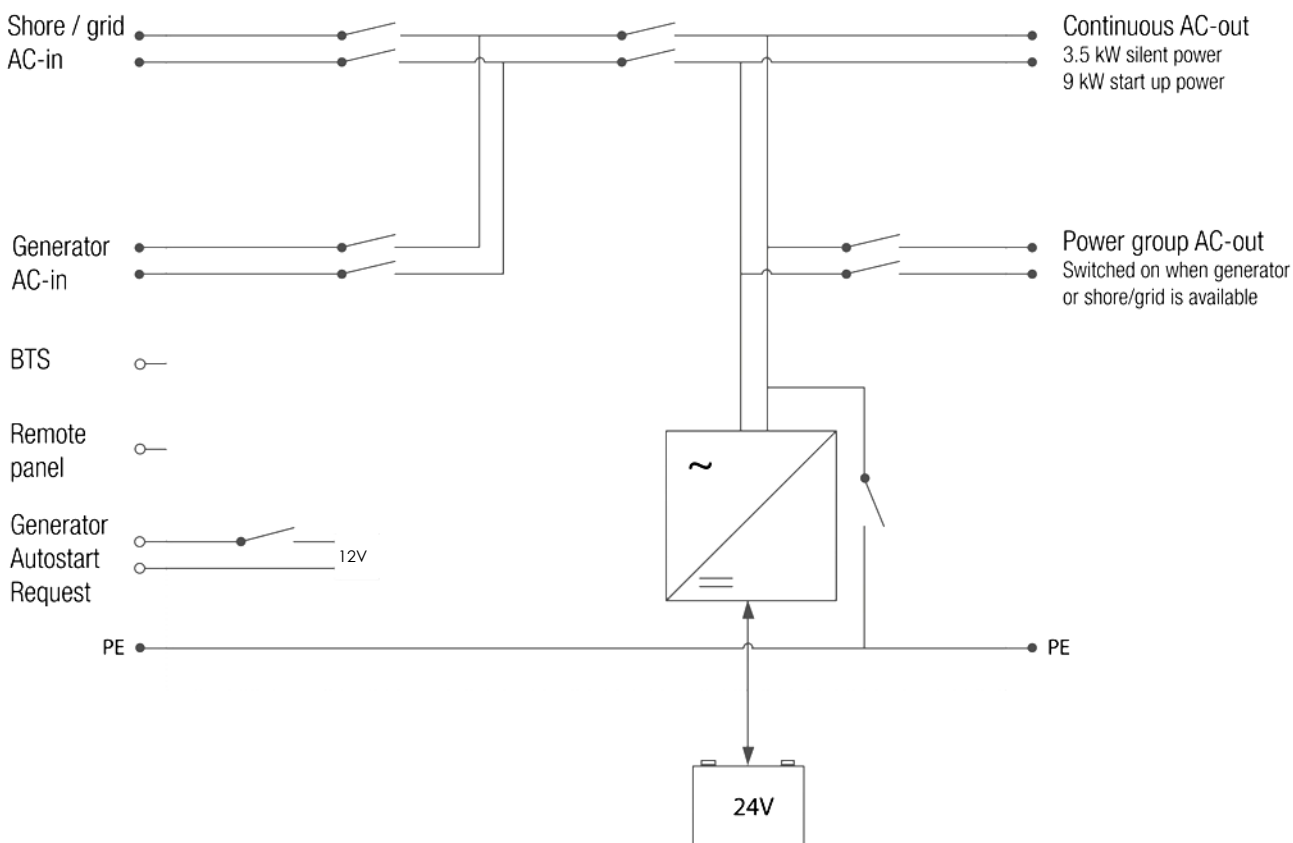 Shore / grid
AC-in
Continuous AC-out
3.5 kW silent power
9 kW start up power
Generator
AC-in
Power group AC-out
Switched on when generator
or shore/grid is available
BTS
Remote
panel
~
Generator
Autostart
Request
12V
PE
PE
24V